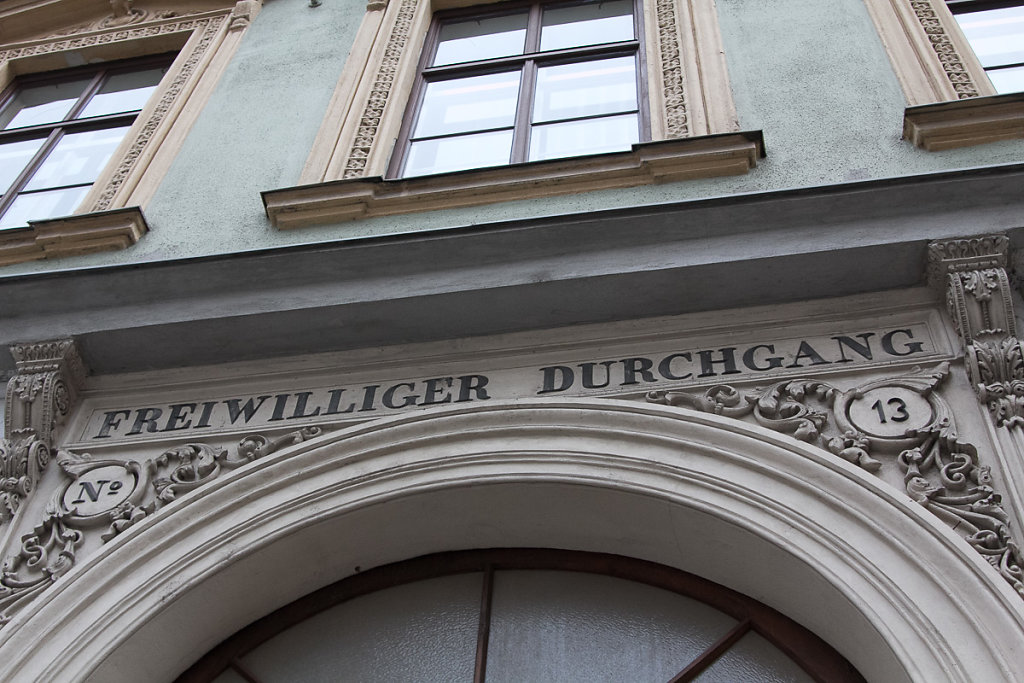 FREIWILLIGER DURCHGANG
Nº 13